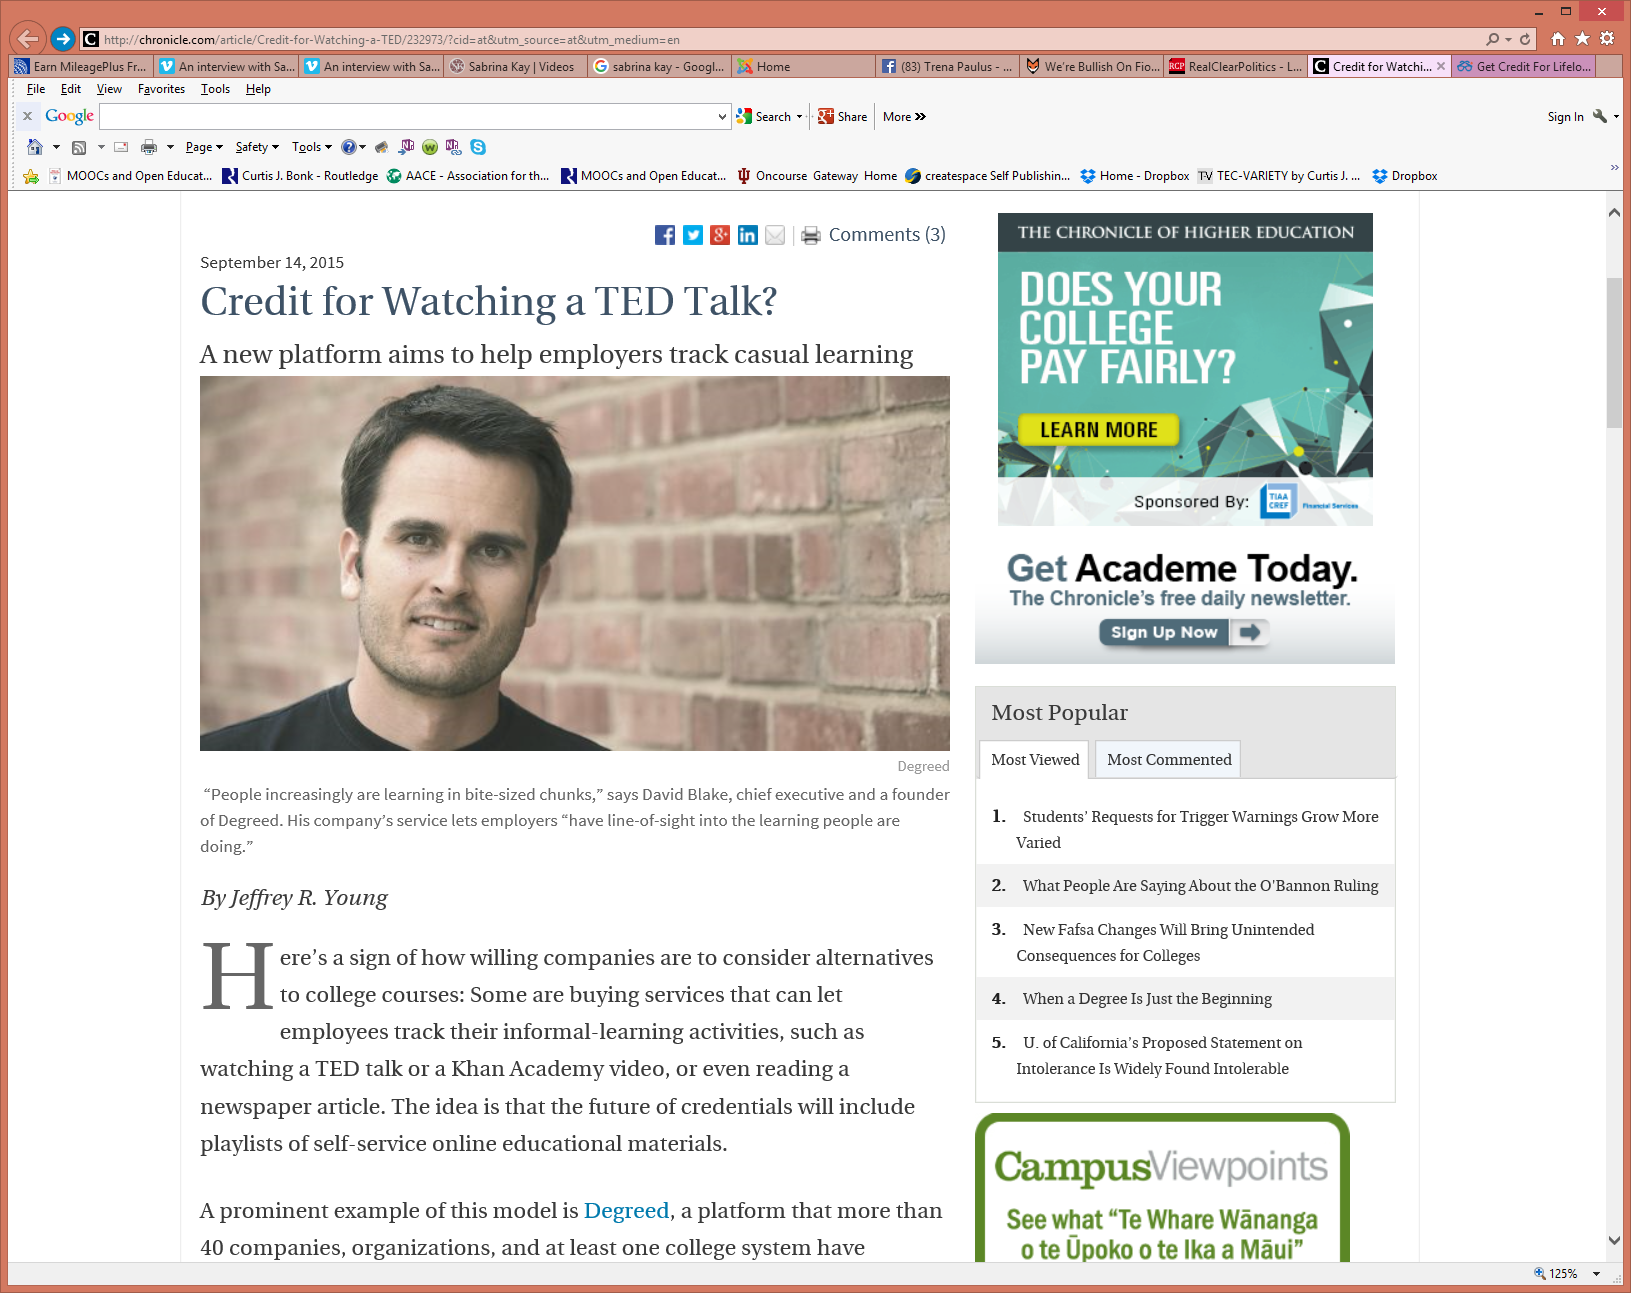 http://chronicle.com/article/Credit-for-Watching-a-TED/232973/?cid=at&utm_source=at&utm_medium=en
Earn MileagePlus Fr...
An interview with Sa...
An interview with Sa...
Sabrina Kay | Videos
sabrina kay - Googl...
Home
(83) Trena Paulus - ...
We're Bullish On Fio...
RCP RealClearPolitics - L...
C Credit for Watchi...
Get Credit For Lifelo...
File Edit View Favorites Tools Help
x Google Search Share More » Sign In
Page Safety Tools
MOOCs and Open Educat...
Curtis J. Bonk - Routledge
AACE - Association for th...
MOOCs and Open Educat...
Oncourse Gateway Home
createspace Self Publishin...
Home - Dropbox
T-V TEC-VARIETY by Curtis J. ...
Dropbox
Comments (3)
September 14, 2015
Credit for Watching a TED Talk?
A new platform aims to help employers track casual learning
Degreed
“People increasingly are learning in bite-sized chunks,” says David Blake, chief executive and a founder
of Degreed. His company’s service lets employers “have line-of-sight into the learning people are
doing.”
By Jeffrey R. Young
Here’s a sign of how willing companies are to consider alternatives
to college courses: Some are buying services that can let
employees track their informal-learning activities, such as
watching a TED talk or a Khan Academy video, or even reading a
newspaper article. The idea is that the future of credentials will include
playlists of self-service online educational materials.
A prominent example of this model is Degreed, a platform that more than
40 companies, organizations, and at least one college system have
THE CHRONICLE OF HIGHER EDUCATION
DOES YOUR
COLLEGE
PAY FAIRLY?
LEARN MORE
Sponsored By: TIAA CREF Financial Services
Get Academe Today.
The Chronicle’s free daily newsletter.
Sign Up Now
Most Popular
Most Viewed Most Commented
1. Students’ Requests for Trigger Warnings Grow More
Varied
2. What People Are Saying About the O'Bannon Ruling
3. New Fafsa Changes Will Bring Unintended
Consequences for Colleges
4. When a Degree Is Just the Beginning
5. U. of California’s Proposed Statement on
Intolerance Is Widely Found Intolerable
CampusViewpoints
See what “Te Whare Wānanga
o te Ūpoko o te Ika a Māui”
125%